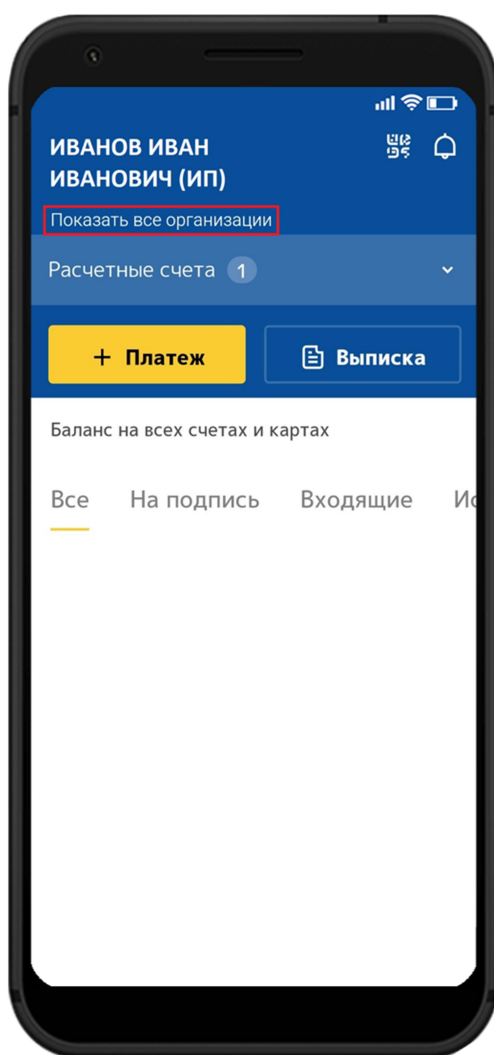 ИВАНОВ ИВАН
ИВАНОВИЧ (ИП)
Показать все организации
Расчетные счета 1
+ Платеж
Выписка
Баланс на всех счетах и картах
Все На подпись Входящие Ис